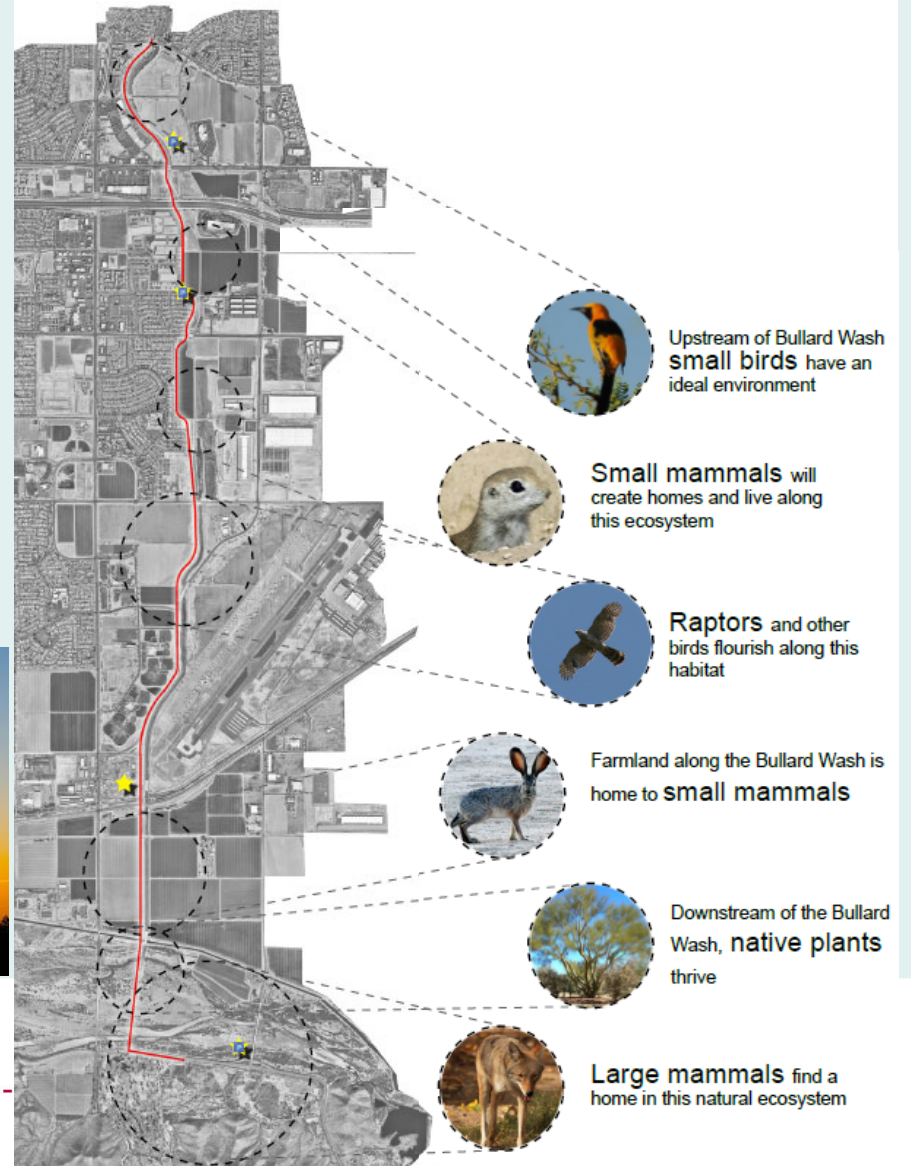 Upstream of Bullard Wash
small birds have an
ideal environment
Small mammals will
create homes and live along
this ecosystem
Raptors and other
birds flourish along this
habitat
Farmland along the Bullard Wash is
home to small mammals
Downstream of the Bullard
Wash, native plants
thrive
Large mammals find a
home in this natural ecosystem